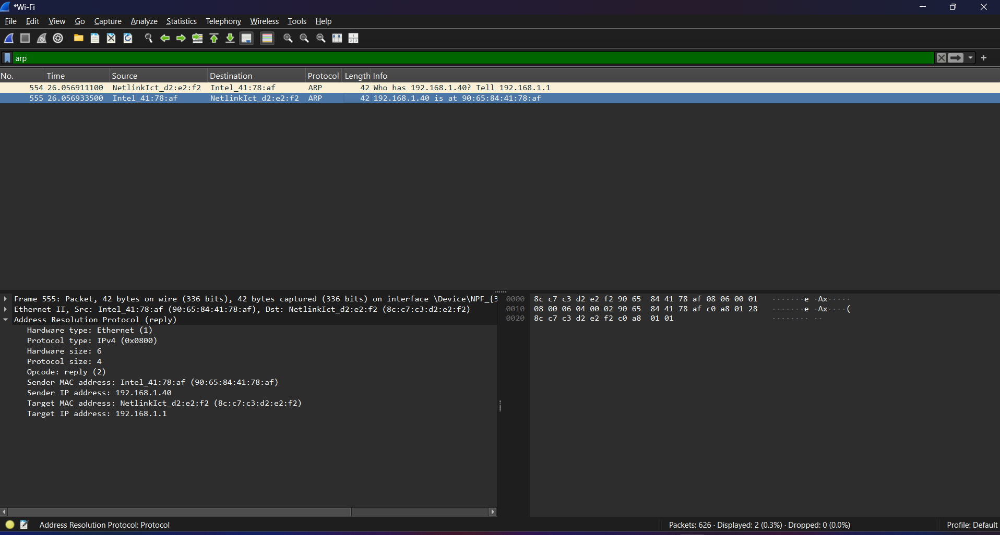 *Wi-Fi
File Edit View Go Capture Analyze Statistics Telephony Wireless Tools Help
arp
No. Time Source Destination Protocol Length Info
554 26.056911100 NetlinkIct_d2:e2:f2 Intel_41:78:af ARP 42 Who has 192.168.1.40? Tell 192.168.1.1
555 26.056933500 Intel_41:78:af NetlinkIct_d2:e2:f2 ARP 42 192.168.1.40 is at 90:65:84:41:78:af
Frame 555: Packet, 42 bytes on wire (336 bits), 42 bytes captured (336 bits) on interface \Device\NPF_{3
Ethernet II, Src: Intel_41:78:af (90:65:84:41:78:af), Dst: NetlinkIct_d2:e2:f2 (8c:c7:c3:d2:e2:f2)
Address Resolution Protocol (reply)
Hardware type: Ethernet (1)
Protocol type: IPv4 (0x0800)
Hardware size: 6
Protocol size: 4
Opcode: reply (2)
Sender MAC address: Intel_41:78:af (90:65:84:41:78:af)
Sender IP address: 192.168.1.40
Target MAC address: NetlinkIct_d2:e2:f2 (8c:c7:c3:d2:e2:f2)
Target IP address: 192.168.1.1
0000 8c c7 c3 d2 e2 f2 90 65 84 41 78 af 08 06 00 01 ·······e ·Ax·····
0010 08 00 06 04 00 02 90 65 84 41 78 af c0 a8 01 28 ·······e ·Ax····(
0020 8c c7 c3 d2 e2 f2 c0 a8 01 01 ········ ··
Address Resolution Protocol: Protocol
Packets: 626 · Displayed: 2 (0.3%) · Dropped: 0 (0.0%)
Profile: Default